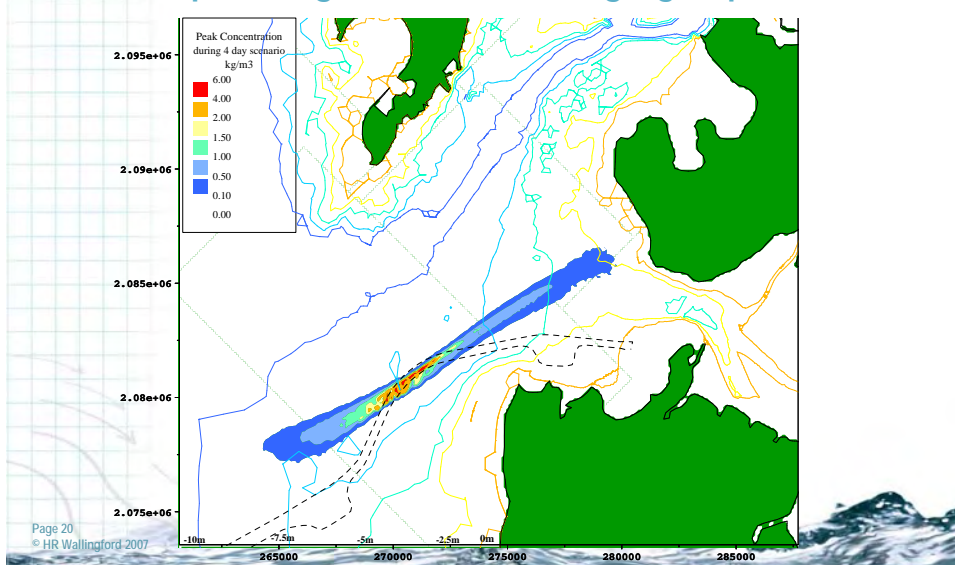 Peak Concentration
during 4 day scenario
kg/m3
6.00
4.00
2.00
1.50
1.00
0.50
0.10
0.00
2.095e+06
2.09e+06
2.085e+06
2.08e+06
2.075e+06
-10m
-7.5m
-5m
-2.5m
0m
265000
270000
275000
280000
285000
Page 20
© HR Wallingford 2007